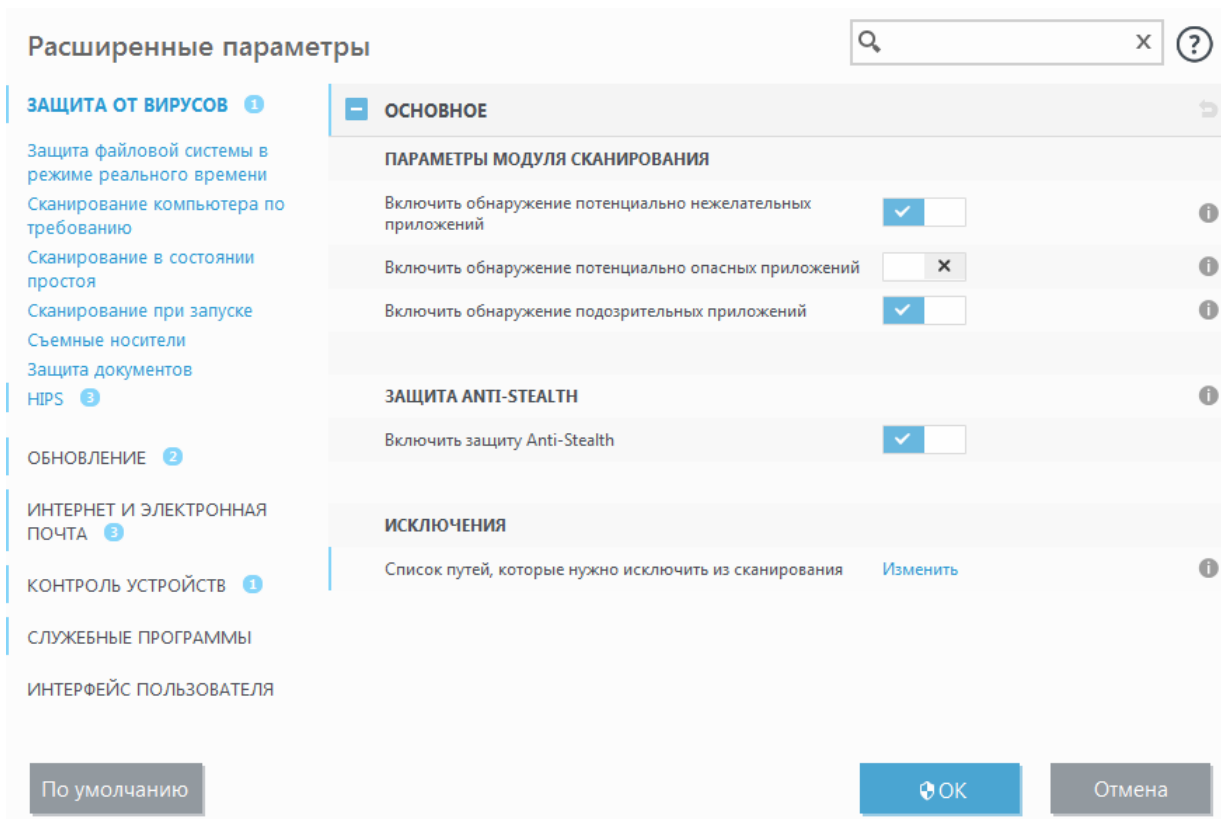 Расширенные параметры
x
?
ЗАЩИТА ОТ ВИРУСОВ 1
Защита файловой системы в
режиме реального времени
Сканирование компьютера по
требованию
Сканирование в состоянии
простоя
Сканирование при запуске
Съемные носители
Защита документов
HIPS 3
ОБНОВЛЕНИЕ 2
ИНТЕРНЕТ И ЭЛЕКТРОННАЯ
ПОЧТА 3
КОНТРОЛЬ УСТРОЙСТВ 1
СЛУЖЕБНЫЕ ПРОГРАММЫ
ИНТЕРФЕЙС ПОЛЬЗОВАТЕЛЯ
ОСНОВНОЕ
ПАРАМЕТРЫ МОДУЛЯ СКАНИРОВАНИЯ
Включить обнаружение потенциально нежелательных
приложений
Включить обнаружение потенциально опасных приложений
Включить обнаружение подозрительных приложений
ЗАЩИТА ANTI-STEALTH
Включить защиту Anti-Stealth
ИСКЛЮЧЕНИЯ
Список путей, которые нужно исключить из сканирования Изменить
По умолчанию
OK
Отмена